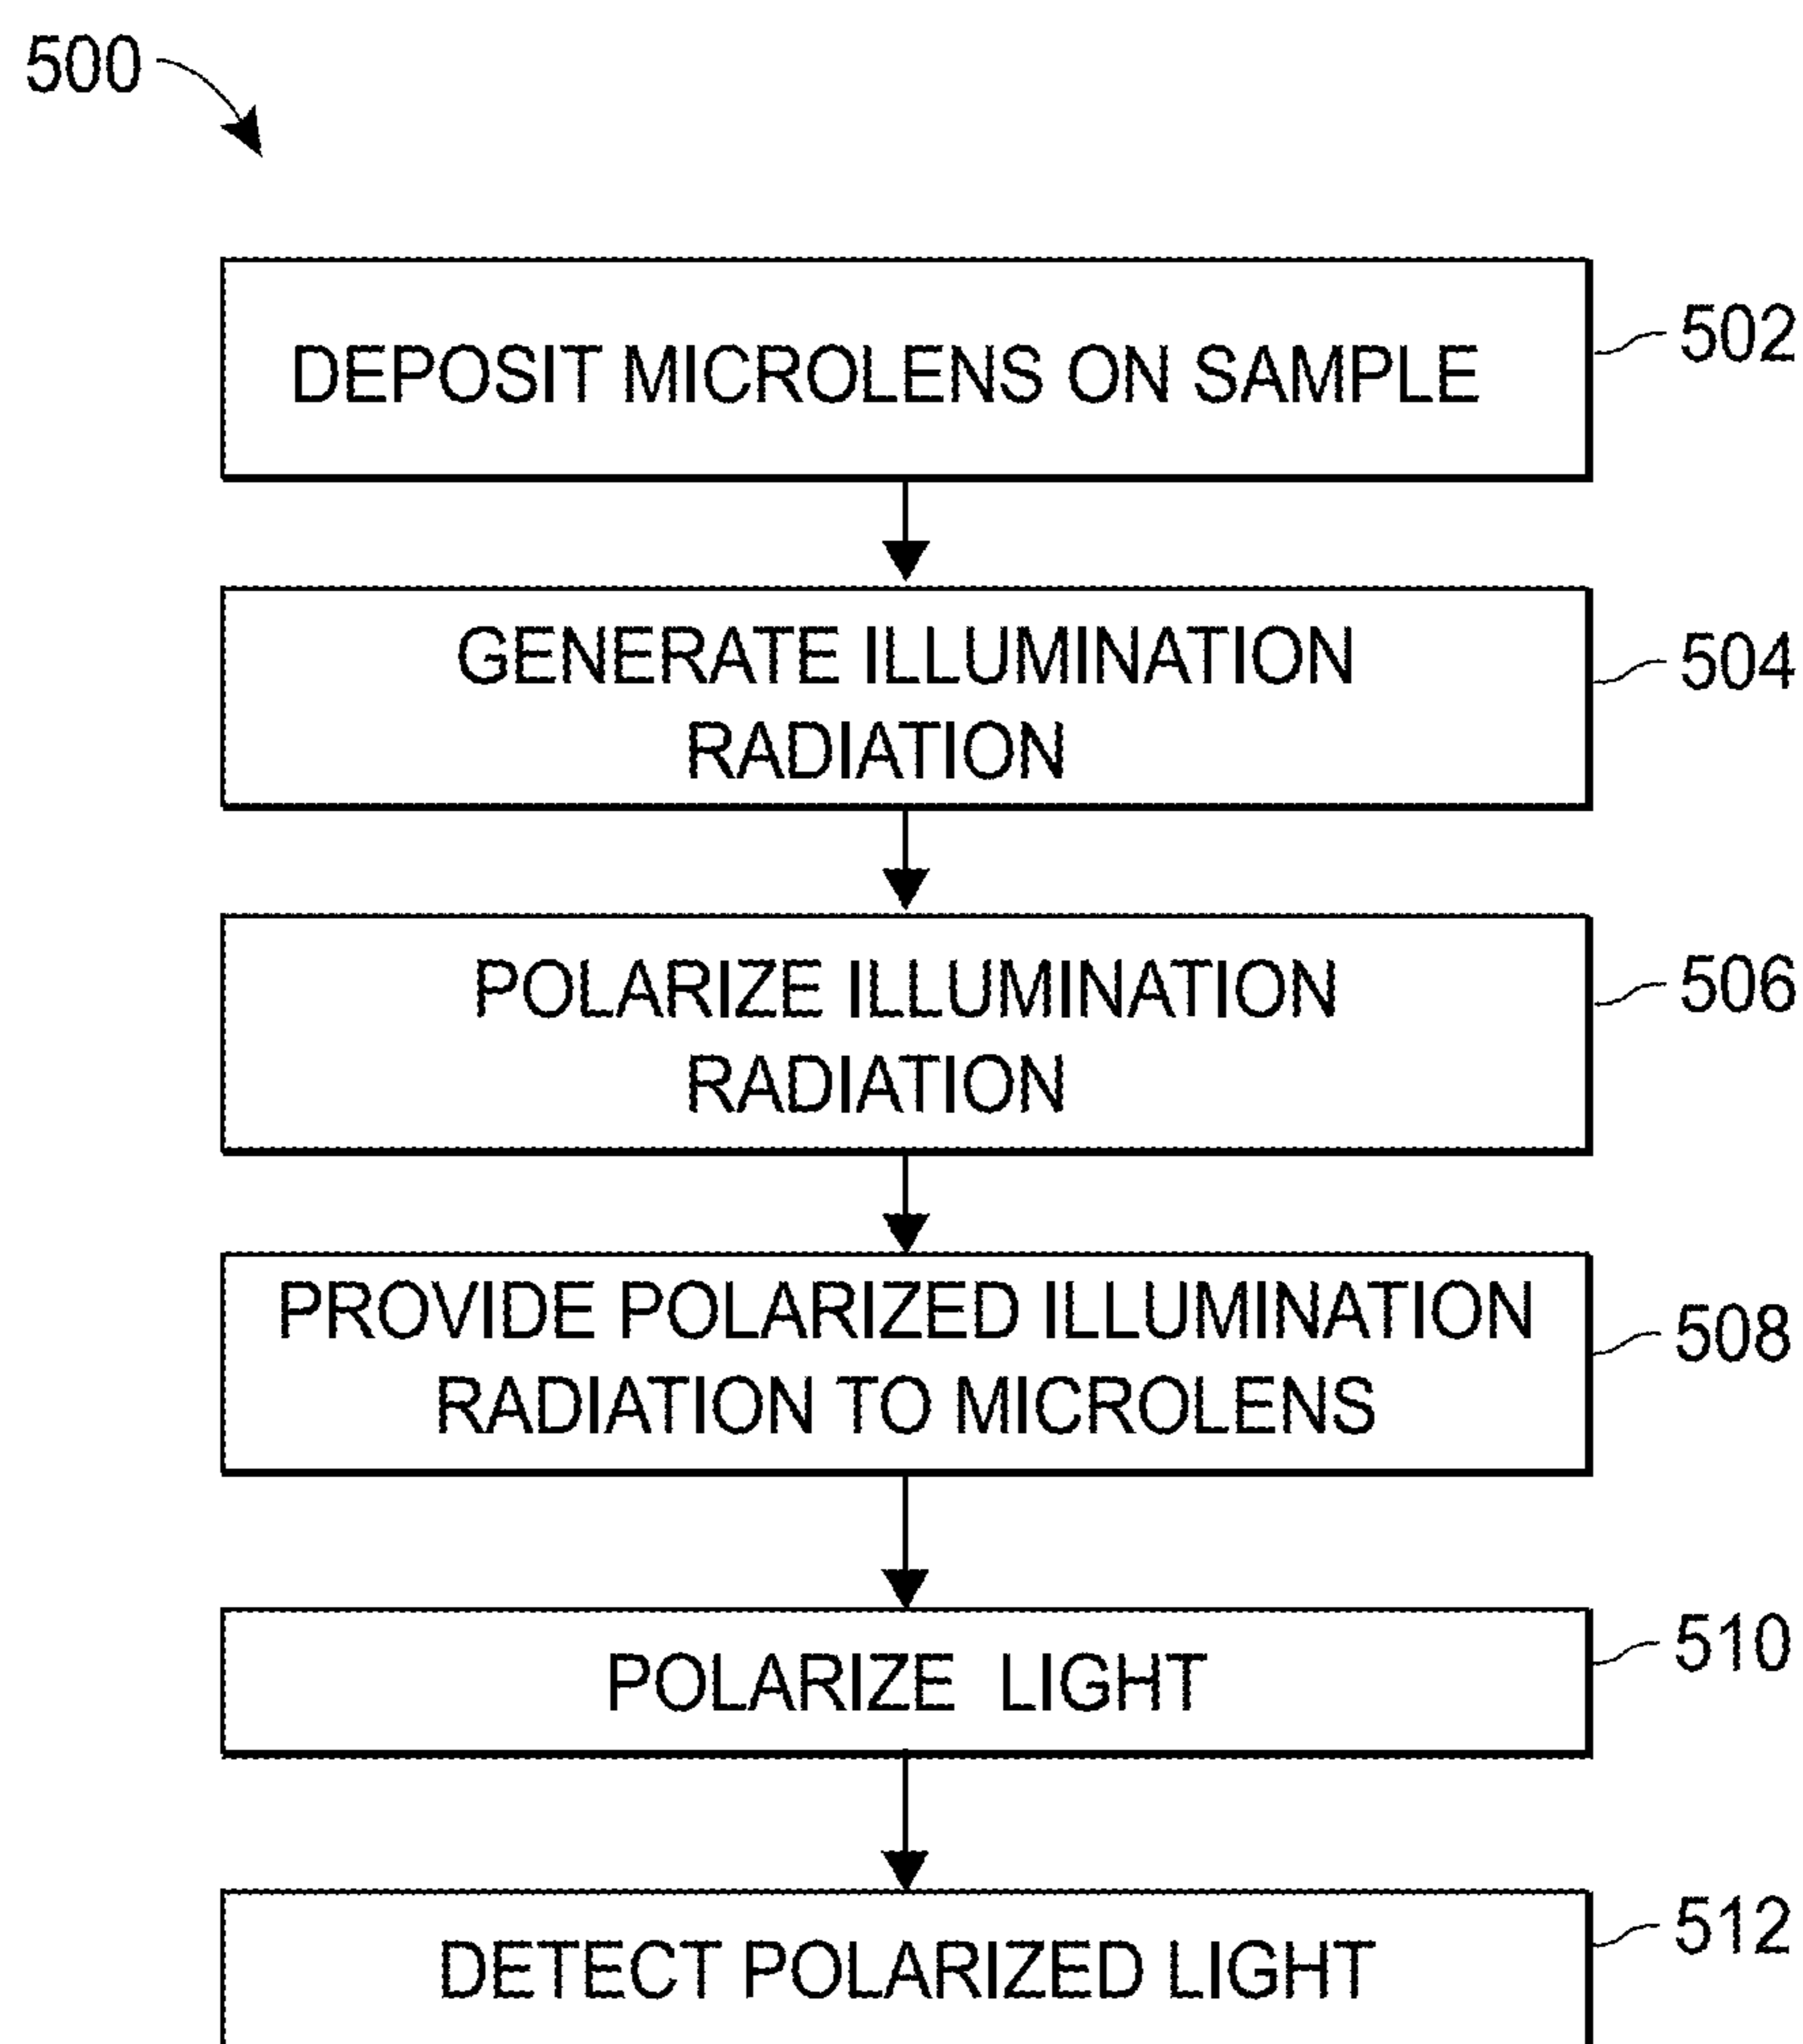 500
DEPOSIT MICROLENS ON SAMPLE
502
GENERATE ILLUMINATION
RADIATION
504
POLARIZE ILLUMINATION
RADIATION
506
PROVIDE POLARIZED ILLUMINATION
RADIATION TO MICROLENS
508
POLARIZE LIGHT
510
DETECT POLARIZED LIGHT
512